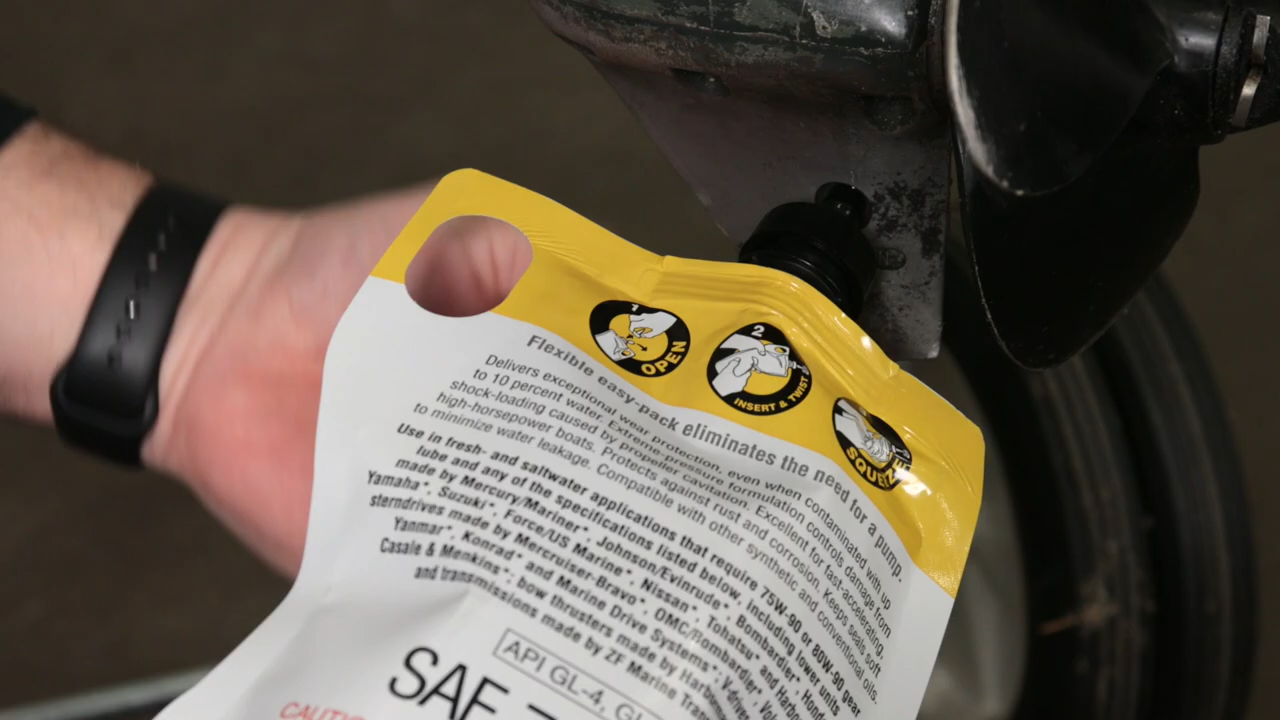 1
OPEN
2
INSERT & TWIST
SQUEEZE
Flexible easy-pack eliminates the need for a pump.
Delivers exceptional wear protection, even when contaminated with up
to 10 percent water. Extreme-pressure formulation controls damage from
shock-loading caused by propeller cavitation. Excellent for fast-accelerating,
high-horsepower boats. Protects against rust and corrosion. Keeps seals soft
to minimize water leakage. Compatible with other synthetic and conventional oils.
Use in fresh- and saltwater applications that require 75W-90 or 80W-90 gear
lube and any of the specifications listed below, including lower units
made by Mercury/Mariner*, Johnson/Evinrude*, Bombardier*, Honda
Yamaha*, Suzuki*, Force/US Marine*, Nissan*, Tohatsu*
sterndrives made by Mercruiser-Bravo*, OMC/Bombardier*
Yanmar*, Konrad* and Marine Drive Systems*; V-drives
Casale & Menkins*; bow thrusters made by
and transmissions made by ZF Marine
API GL-4,
SAE